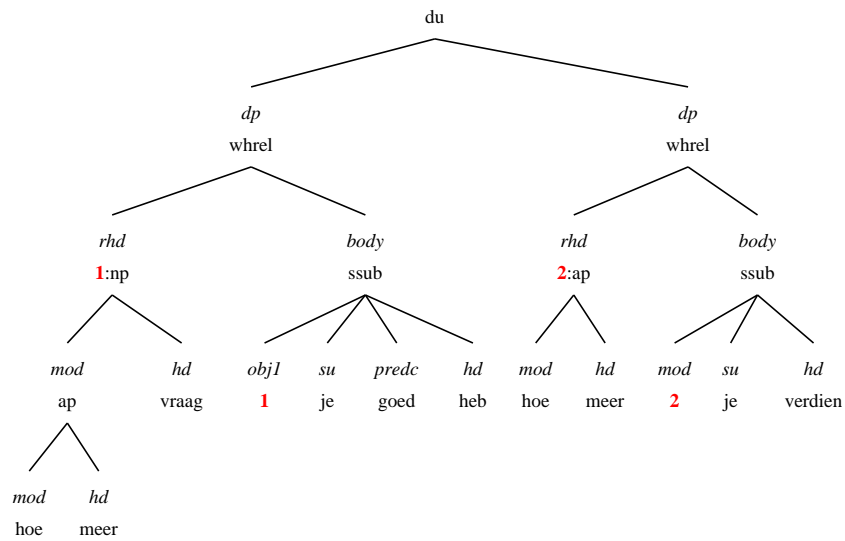 du
dp dp
whrel whrel
rhd body rhd body
1:np ssub 2:ap ssub
mod hd obj1 su predc hd mod hd mod su hd
ap vraag 1 je goed heb hoe meer 2 je verdien
mod hd
hoe meer